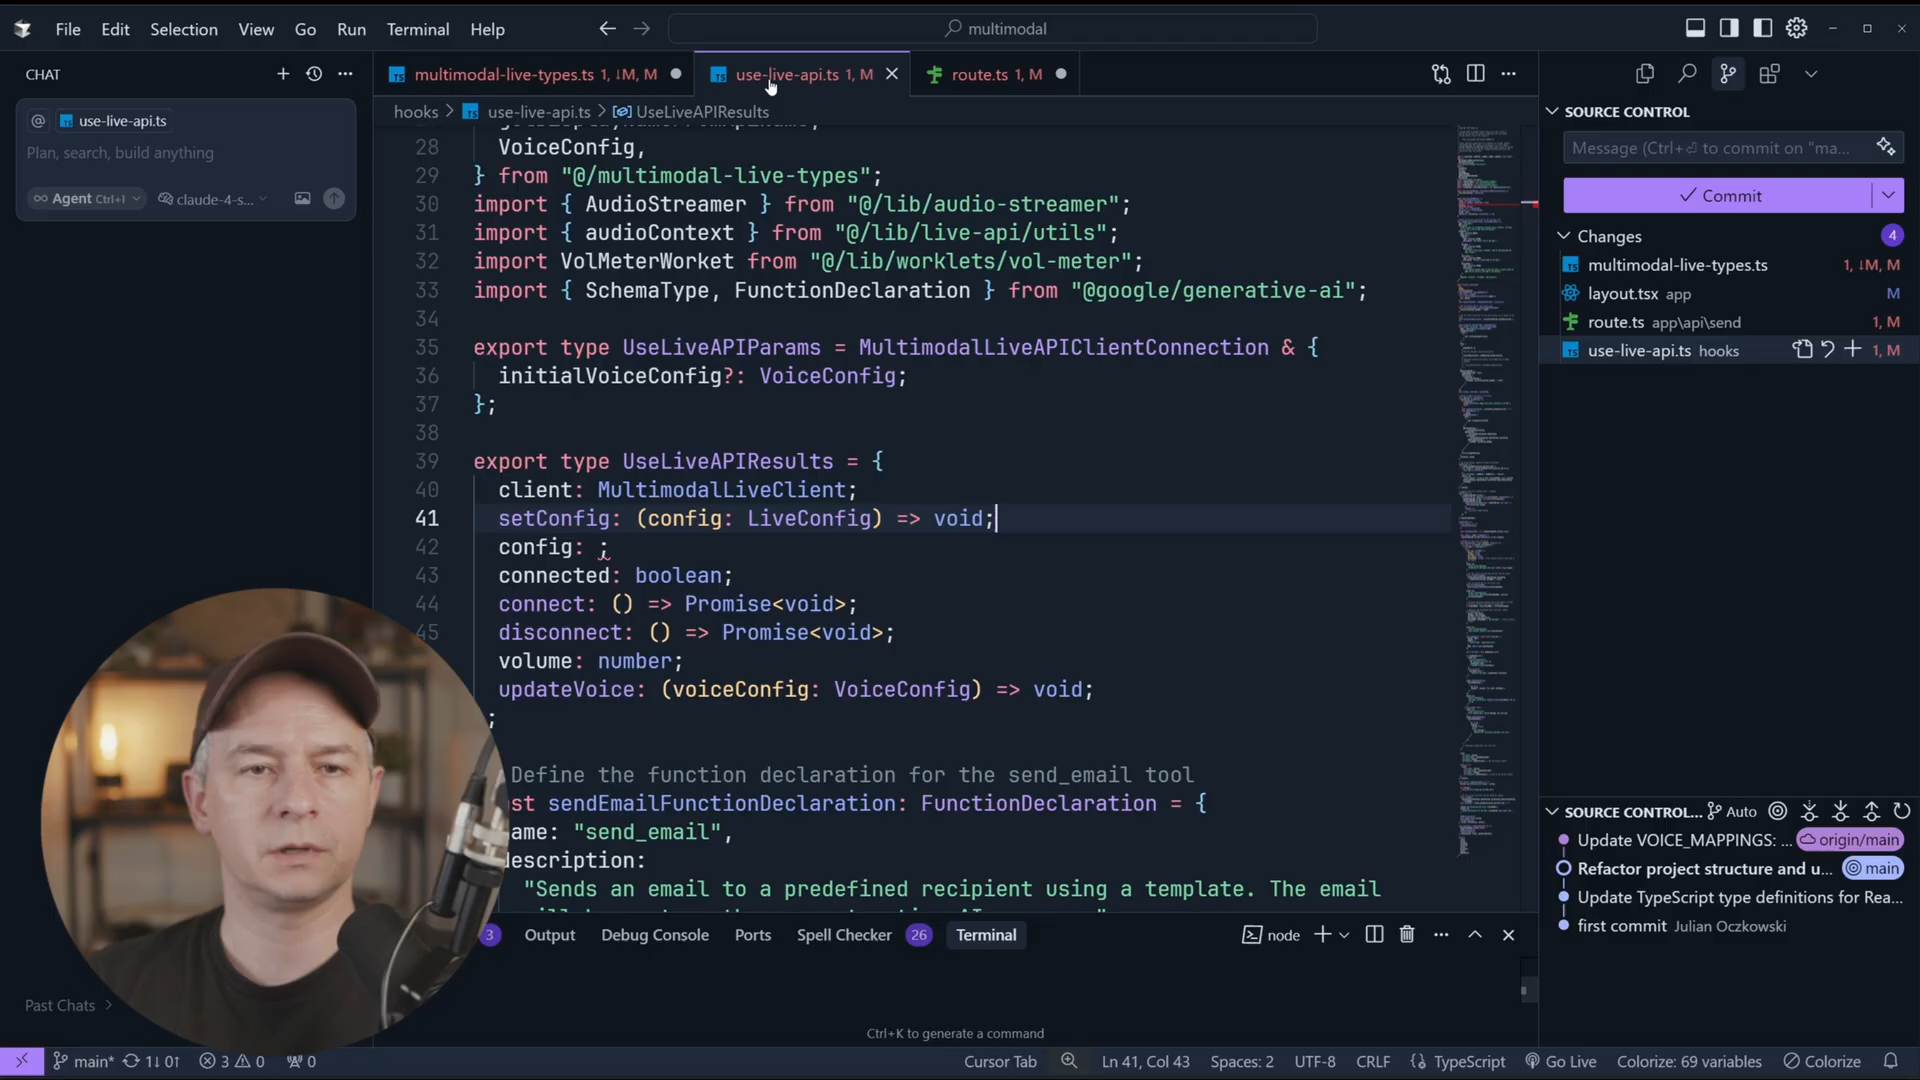 File Edit Selection View Go Run Terminal Help
multimodal
CHAT
use-live-api.ts
Plan, search, build anything
Agent Ctrl+I
claude-4-s...
Past Chats
multimodal-live-types.ts 1, ↓M, M
use-live-api.ts 1, M
route.ts 1, M
hooks > use-live-api.ts > UseLiveAPIResults
28 VoiceConfig,
29 } from "@/multimodal-live-types";
30 import { AudioStreamer } from "@/lib/audio-streamer";
31 import { audioContext } from "@/lib/live-api/utils";
32 import VolMeterWorket from "@/lib/worklets/vol-meter";
33 import { SchemaType, FunctionDeclaration } from "@google/generative-ai";
34
35 export type UseLiveAPIParams = MultimodalLiveAPIClientConnection & {
36 initialVoiceConfig?: VoiceConfig;
37 };
38
39 export type UseLiveAPIResults = {
40 client: MultimodalLiveClient;
41 setConfig: (config: LiveConfig) => void;
42 config: ;
43 connected: boolean;
44 connect: () => Promise<void>;
45 disconnect: () => Promise<void>;
volume: number;
updateVoice: (voiceConfig: VoiceConfig) => void;
;
Define the function declaration for the send_email tool
st sendEmailFunctionDeclaration: FunctionDeclaration = {
ame: "send_email",
escription:
"Sends an email to a predefined recipient using a template. The email
3 Output Debug Console Ports Spell Checker 26 Terminal
node
Ctrl+K to generate a command
SOURCE CONTROL
Message (Ctrl+⏎ to commit on "ma...
Commit
Changes 4
multimodal-live-types.ts 1, ↓M, M
layout.tsx app M
route.ts app\api\send 1, M
use-live-api.ts hooks 1, M
SOURCE CONTROL... Auto
Update VOICE_MAPPINGS: ... origin/main
Refactor project structure and u... main
Update TypeScript type definitions for Rea...
first commit Julian Oczkowski
main* 1↓ 0↑ 3 0 0
Cursor Tab Ln 41, Col 43 Spaces: 2 UTF-8 CRLF TypeScript Go Live Colorize: 69 variables Colorize